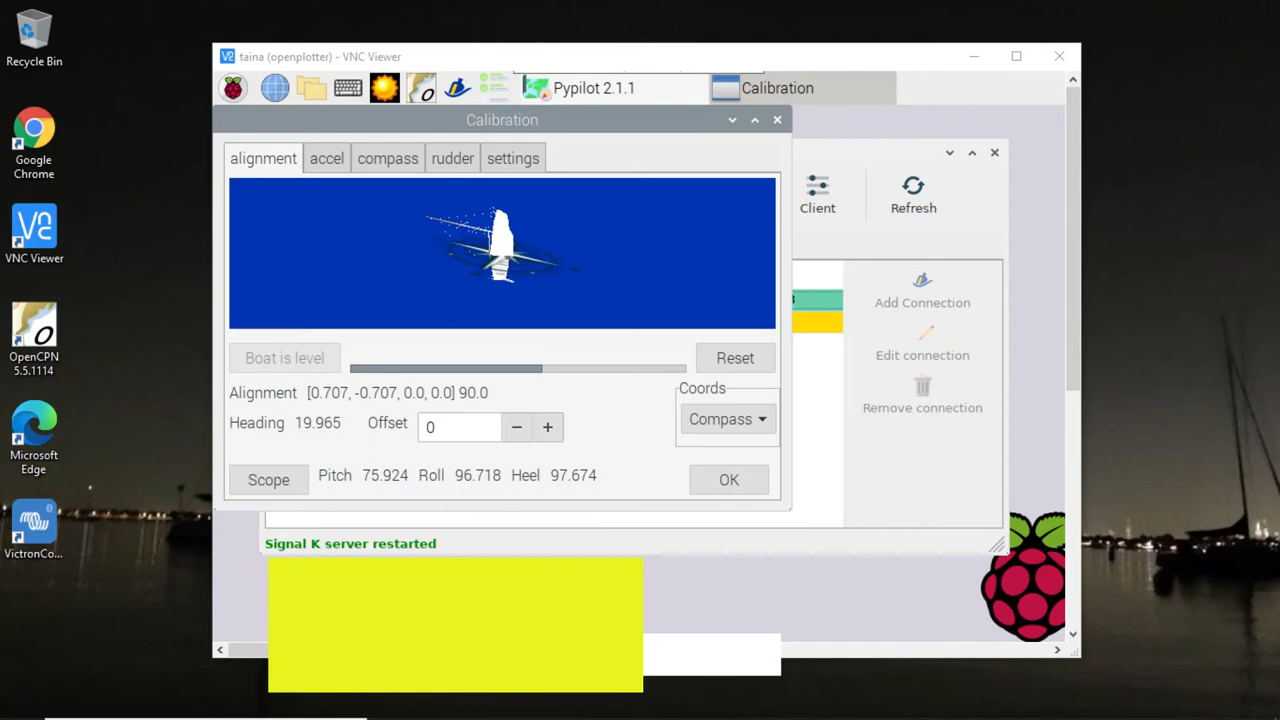 Recycle Bin
Google
Chrome
VNC Viewer
OpenCPN
5.5.1114
Microsoft
Edge
VictronCo...
taina (openplotter) - VNC Viewer
Pypilot 2.1.1
Calibration
Calibration
alignment
accel
compass
rudder
settings
Boat is level
Reset
Alignment [0.707, -0.707, 0.0, 0.0] 90.0
Coords
Compass
Heading 19.965 Offset 0
Scope
Pitch 75.924 Roll 96.718 Heel 97.674
OK
Client
Refresh
Add Connection
Edit connection
Remove connection
Signal K server restarted